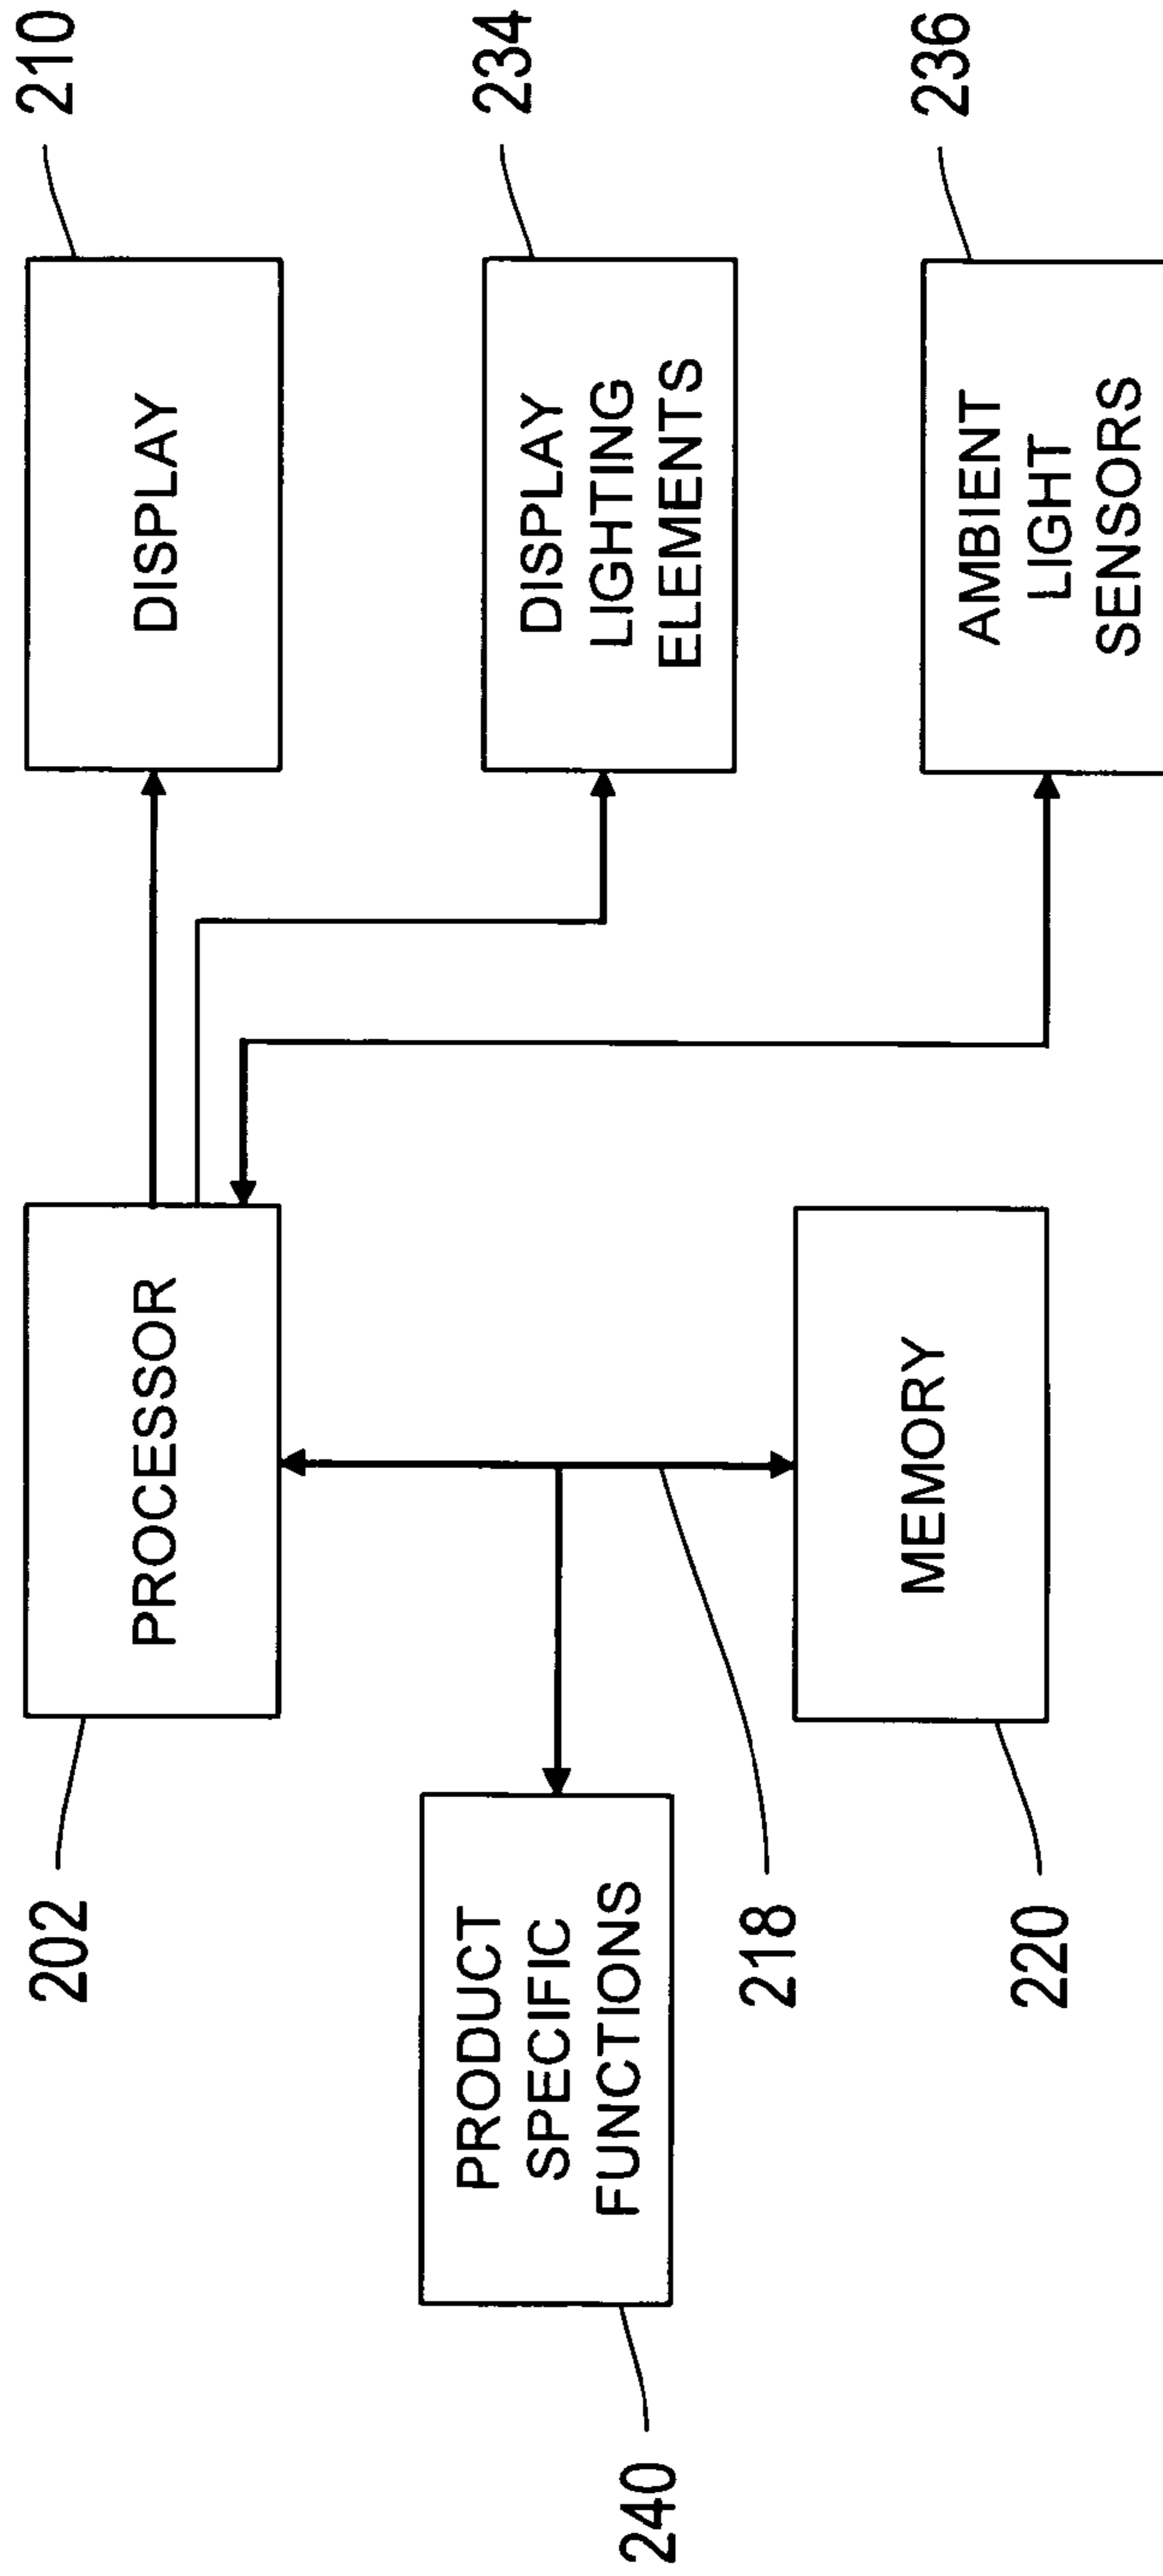 202
PROCESSOR
DISPLAY
210
240
PRODUCT
SPECIFIC
FUNCTIONS
DISPLAY
LIGHTING
ELEMENTS
234
218
220
MEMORY
AMBIENT
LIGHT
SENSORS
236